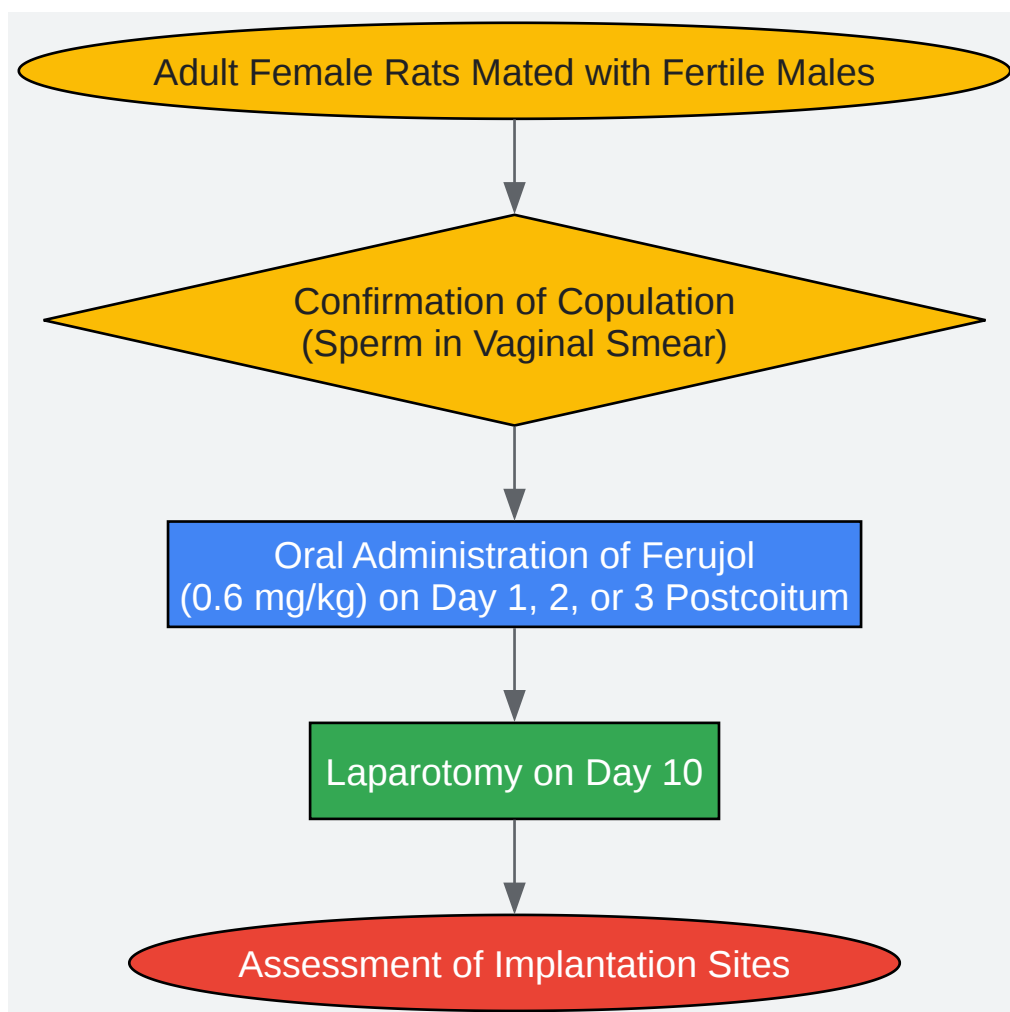 Adult Female Rats Mated with Fertile Males
Confirmation of Copulation
(Sperm in Vaginal Smear)
Oral Administration of Ferujol
(0.6 mg/kg) on Day 1, 2, or 3 Postcoitum
Laparotomy on Day 10
Assessment of Implantation Sites